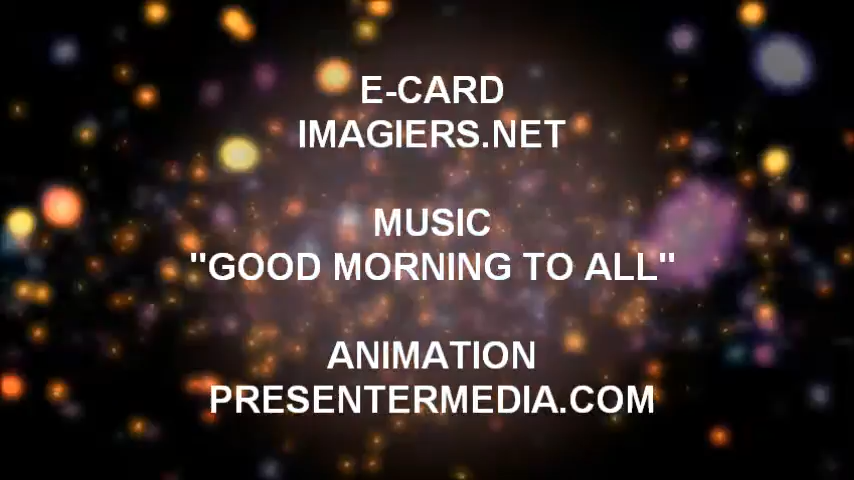 E-CARD
IMAGIERS.NET
MUSIC
"GOOD MORNING TO ALL"
ANIMATION
PRESENTERMEDIA.COM